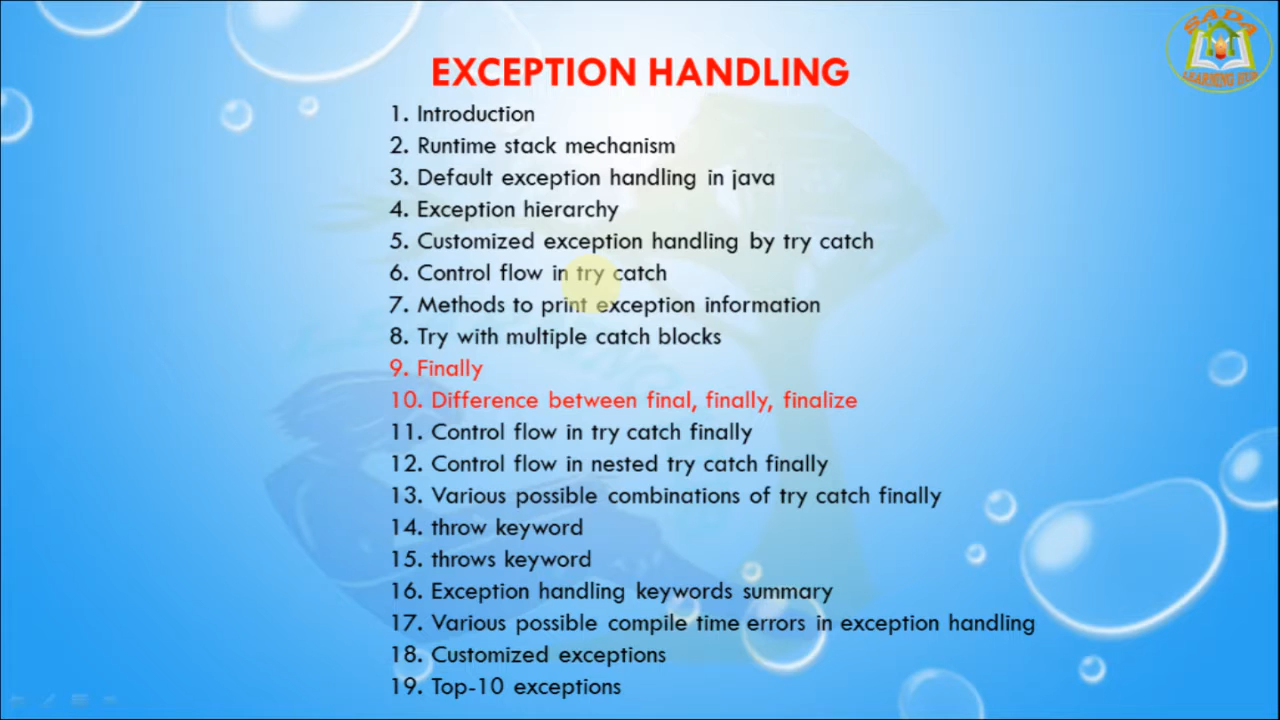 SADA
LEARNING HUB
EXCEPTION HANDLING
1. Introduction
2. Runtime stack mechanism
3. Default exception handling in java
4. Exception hierarchy
5. Customized exception handling by try catch
6. Control flow in try catch
7. Methods to print exception information
8. Try with multiple catch blocks
9. Finally
10. Difference between final, finally, finalize
11. Control flow in try catch finally
12. Control flow in nested try catch finally
13. Various possible combinations of try catch finally
14. throw keyword
15. throws keyword
16. Exception handling keywords summary
17. Various possible compile time errors in exception handling
18. Customized exceptions
19. Top-10 exceptions